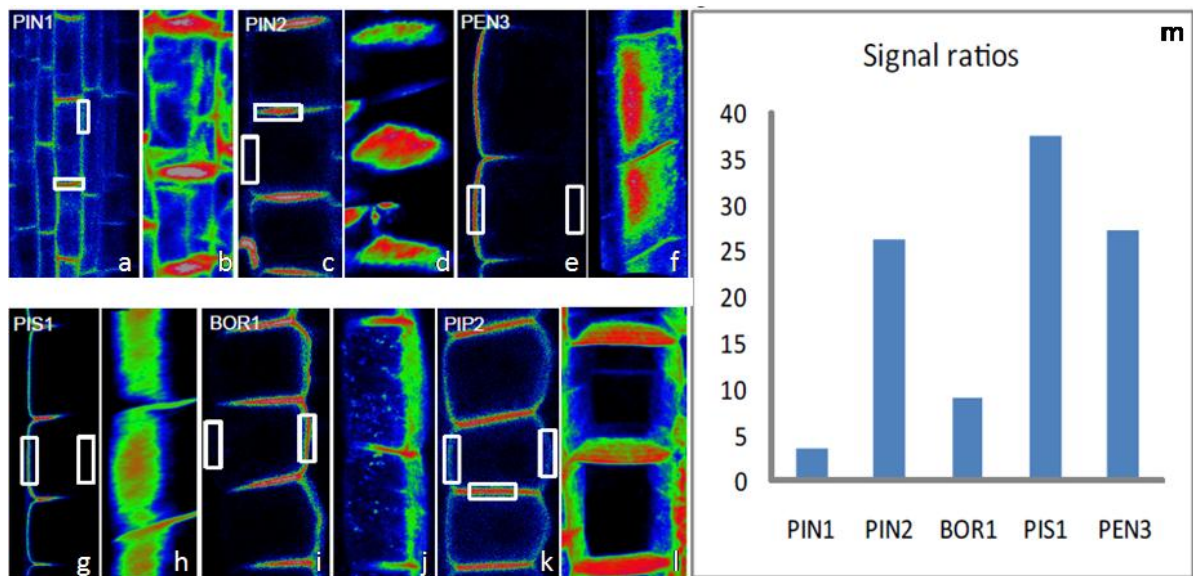 PIN1 PIN2 PEN3
a b c d e f
PIS1 BOR1 PIP2
g h i j k l
m
Signal ratios
40
35
30
25
20
15
10
5
0
PIN1 PIN2 BOR1 PIS1 PEN3